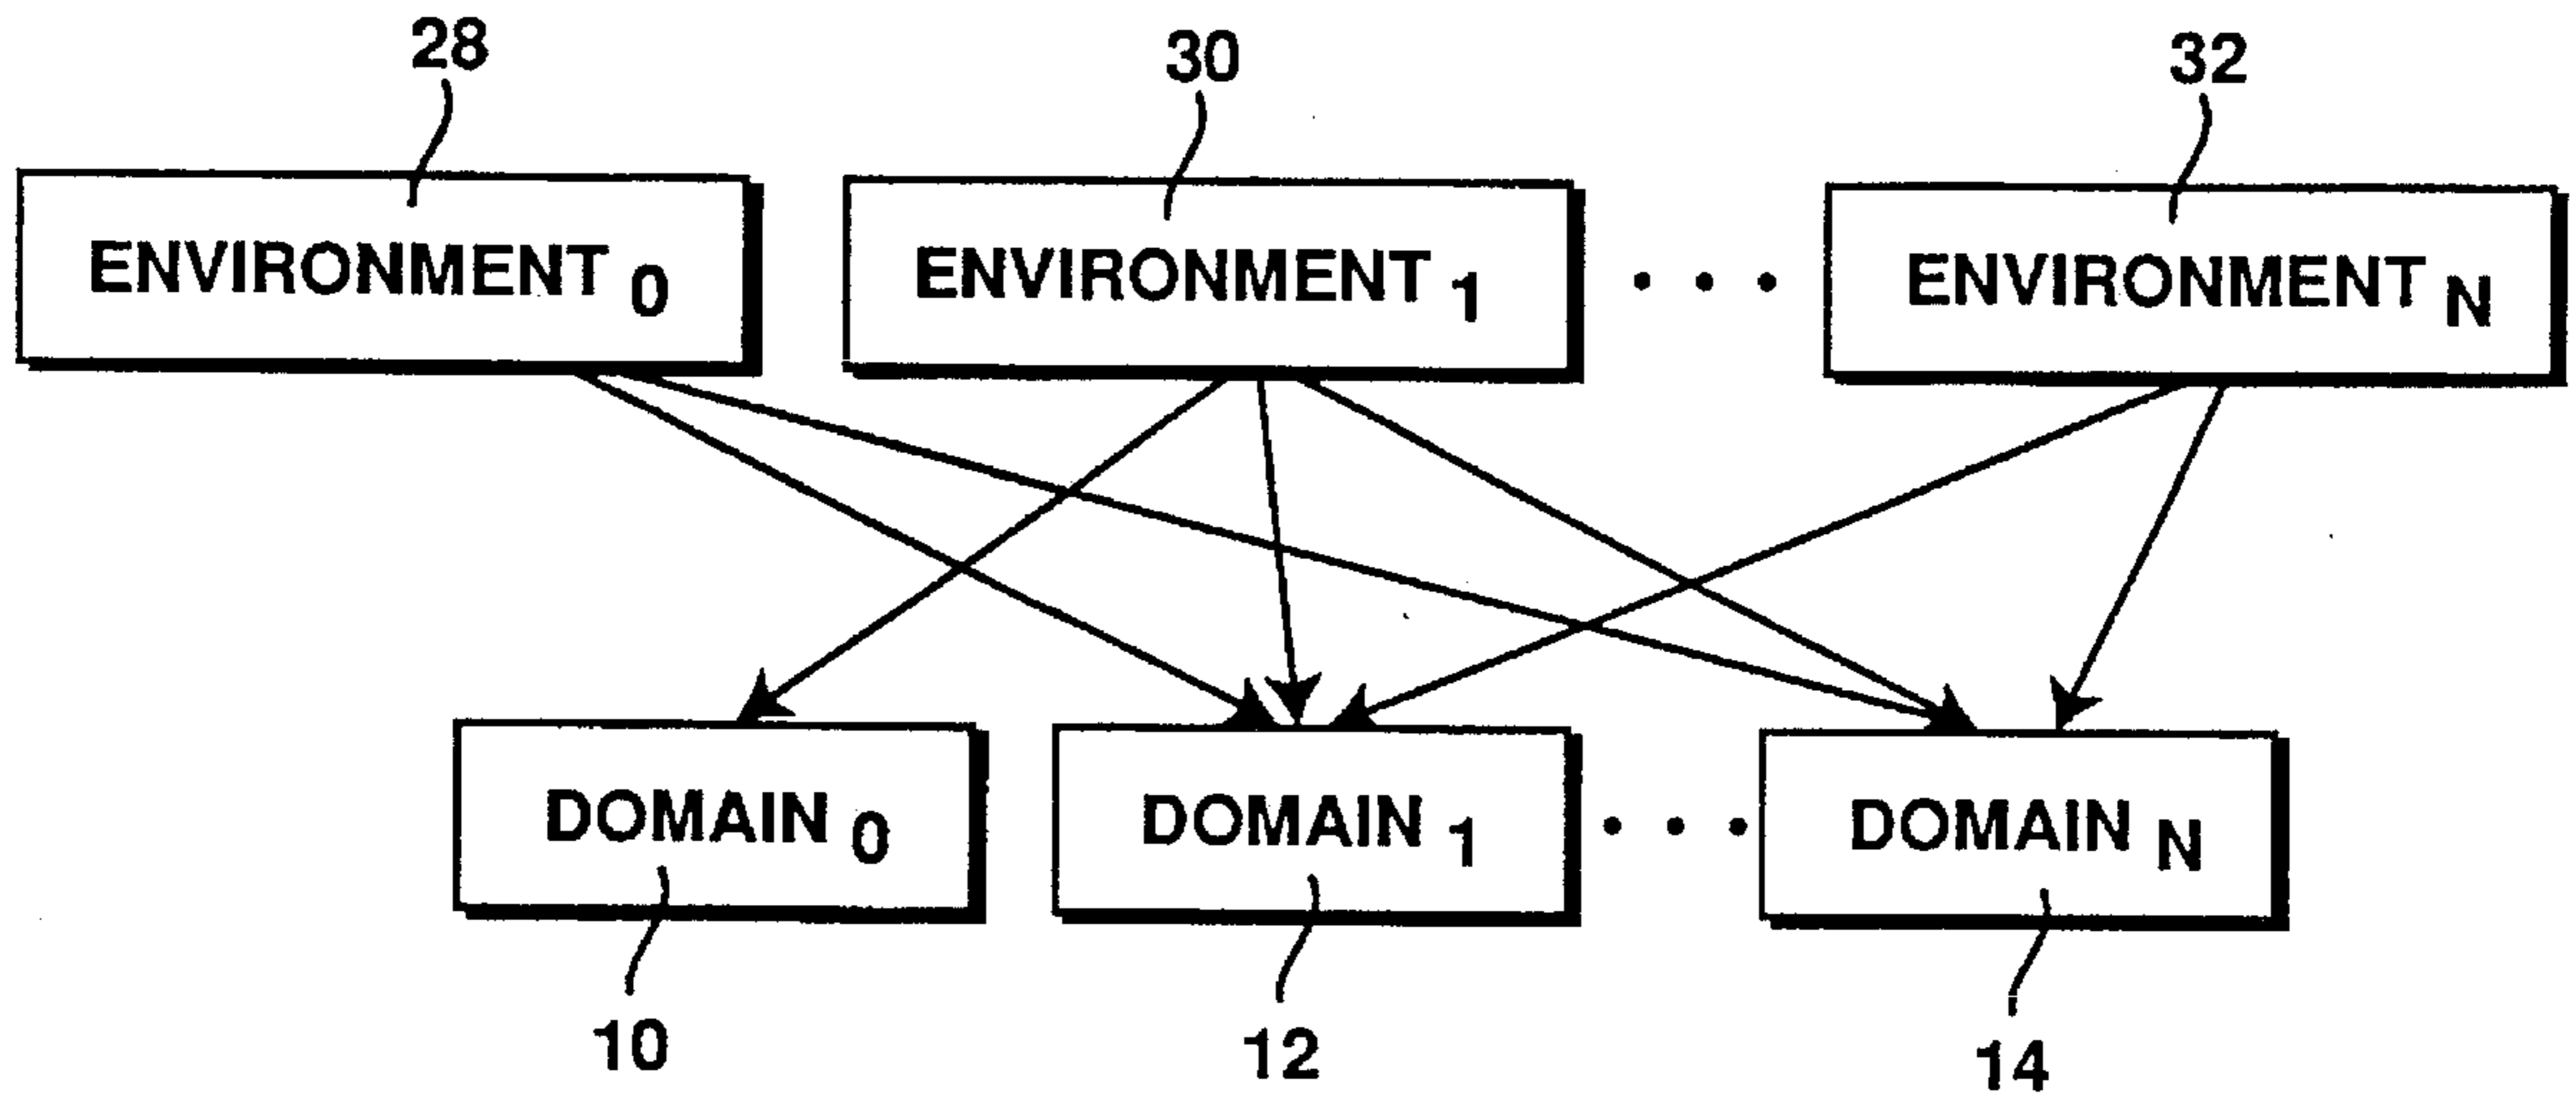 28
30
32
ENVIRONMENT 0
ENVIRONMENT 1
. . .
ENVIRONMENT N
DOMAIN 0
DOMAIN 1
. . .
DOMAIN N
10
12
14